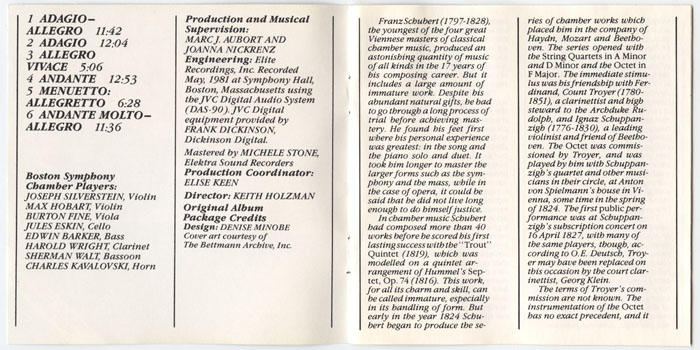 1 ADAGIO–
ALLEGRO 11:42
2 ADAGIO 12:04
3 ALLEGRO
VIVACE 5:06
4 ANDANTE 12:53
5 MENUETTO:
ALLEGRETTO 6:28
6 ANDANTE MOLTO–
ALLEGRO 11:36
Boston Symphony
Chamber Players:
JOSEPH SILVERSTEIN, Violin
MAX HOBART, Violin
BURTON FINE, Viola
JULES ESKIN, Cello
EDWIN BARKER, Bass
HAROLD WRIGHT, Clarinet
SHERMAN WALT, Bassoon
CHARLES KAVALOVSKI, Horn
Production and Musical
Supervision:
MARC J. AUBORT AND
JOANNA NICKRENZ
Engineering: Elite
Recordings, Inc. Recorded
May, 1981 at Symphony Hall,
Boston, Massachusetts using
the JVC Digital Audio System
(DAS-90). JVC Digital
equipment provided by
FRANK DICKINSON,
Dickinson Digital.
Mastered by MICHELE STONE,
Elektra Sound Recorders
Production Coordinator:
ELISE KEEN
Director: KEITH HOLZMAN
Original Album
Package Credits
Design: DENISE MINOBE
Cover art courtesy of
The Bettmann Archive, Inc.
Franz Schubert (1797-1828),
the youngest of the four great
Viennese masters of classical
chamber music, produced an
astonishing quantity of music
of all kinds in the 17 years of
his composing career. But it
includes a large amount of
immature work. Despite his
abundant natural gifts, he had
to go through a long process of
trial before achieving mas-
tery. He found his feet first
where his personal experience
was greatest: in the song and
the piano solo and duet. It
took him longer to master the
larger forms such as the sym-
phony and the mass, while in
the case of opera, it could be
said that he did not live long
enough to do himself justice.
In chamber music Schubert
had composed more than 40
works before he scored his first
lasting success with the "Trout"
Quintet (1819), which was
modelled on a quintet ar-
rangement of Hummel's Sep-
tet, Op. 74 (1816). This work,
for all its charm and skill, can
be called immature, especially
in its handling of form. But
early in the year 1824 Schu-
bert began to produce the se-
ries of chamber works which
placed him in the company of
Haydn, Mozart and Beetho-
ven. The series opened with
the String Quartets in A Minor
and D Minor and the Octet in
F Major. The immediate stimu-
lus was his friendship with Fer-
dinand, Count Troyer (1780-
1851), a clarinettist and high
steward to the Archduke Ru-
dolph, and Ignaz Schuppan-
zigh (1776-1830), a leading
violinist and friend of Beetho-
ven. The Octet was commis-
sioned by Troyer, and was
played by him with Schuppan-
zigh's quartet and other musi-
cians in their circle, at Anton
von Spielmann's house in Vi-
enna, some time in the spring
of 1824. The first public per-
formance was at Schuppan-
zigh's subscription concert on
16 April 1827, with many of
the same players, though, ac-
cording to O.E. Deutsch, Troy-
er may have been replaced on
this occasion by the court clar-
inettist, Georg Klein.
The terms of Troyer's com-
mission are not known. The
instrumentation of the Octet
has no exact precedent, and it